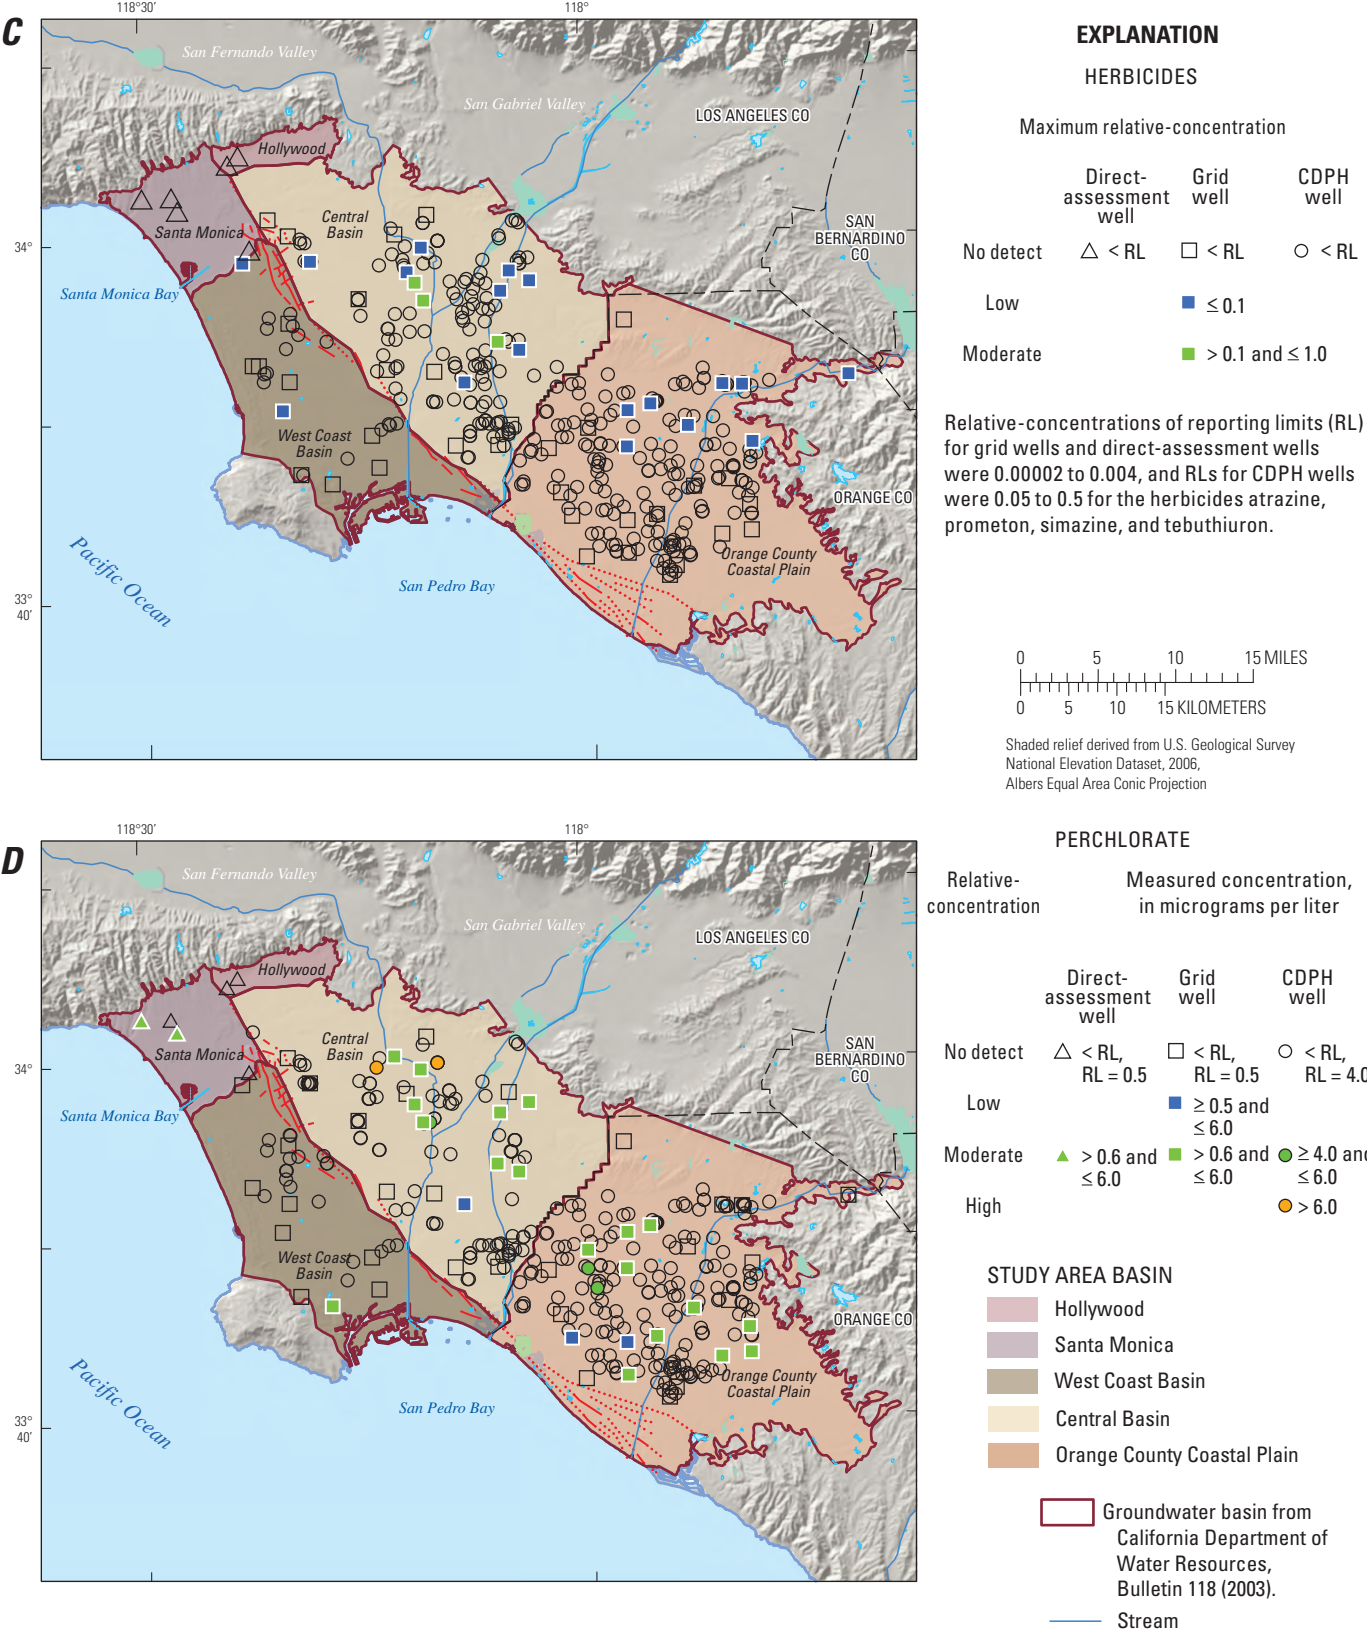 C
118°30'
118°
San Fernando Valley
San Gabriel Valley
LOS ANGELES CO
Hollywood
Central
Basin
Santa Monica
SAN
BERNARDINO
CO
34°
Santa Monica Bay
West Coast
Basin
ORANGE CO
Orange County
Coastal Plain
Pacific Ocean
San Pedro Bay
33°
40'
EXPLANATION
HERBICIDES
Maximum relative-concentration
Direct-
assessment
well
Grid
well
CDPH
well
No detect < RL < RL < RL
Low ≤ 0.1
Moderate > 0.1 and ≤ 1.0
Relative-concentrations of reporting limits (RL)
for grid wells and direct-assessment wells
were 0.00002 to 0.004, and RLs for CDPH wells
were 0.05 to 0.5 for the herbicides atrazine,
prometon, simazine, and tebuthiuron.
0 5 10 15 MILES
0 5 10 15 KILOMETERS
Shaded relief derived from U.S. Geological Survey
National Elevation Dataset, 2006,
Albers Equal Area Conic Projection
D
118°30'
118°
San Fernando Valley
San Gabriel Valley
LOS ANGELES CO
Hollywood
Central
Basin
Santa Monica
SAN
BERNARDINO
CO
34°
Santa Monica Bay
West Coast
Basin
ORANGE CO
Orange County
Coastal Plain
Pacific Ocean
San Pedro Bay
33°
40'
PERCHLORATE
Relative-
concentration
Measured concentration,
in micrograms per liter
Direct-
assessment
well
Grid
well
CDPH
well
No detect < RL, < RL, < RL,
RL = 0.5 RL = 0.5 RL = 4.0
Low ≥ 0.5 and
≤ 6.0
Moderate > 0.6 and > 0.6 and ≥ 4.0 and
≤ 6.0 ≤ 6.0 ≤ 6.0
High > 6.0
STUDY AREA BASIN
Hollywood
Santa Monica
West Coast Basin
Central Basin
Orange County Coastal Plain
Groundwater basin from
California Department of
Water Resources,
Bulletin 118 (2003).
Stream